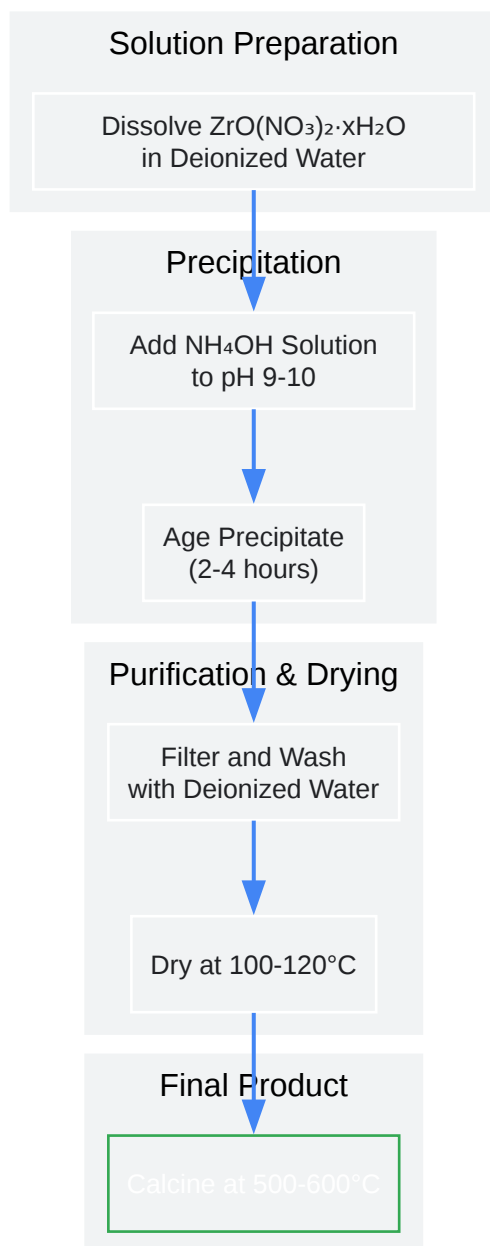 Solution Preparation
Dissolve ZrO(NO₃)₂·xH₂O
in Deionized Water
Precipitation
Add NH₄OH Solution
to pH 9-10
Age Precipitate
(2-4 hours)
Purification & Drying
Filter and Wash
with Deionized Water
Dry at 100-120°C
Final Product
Calcine at 500-600°C